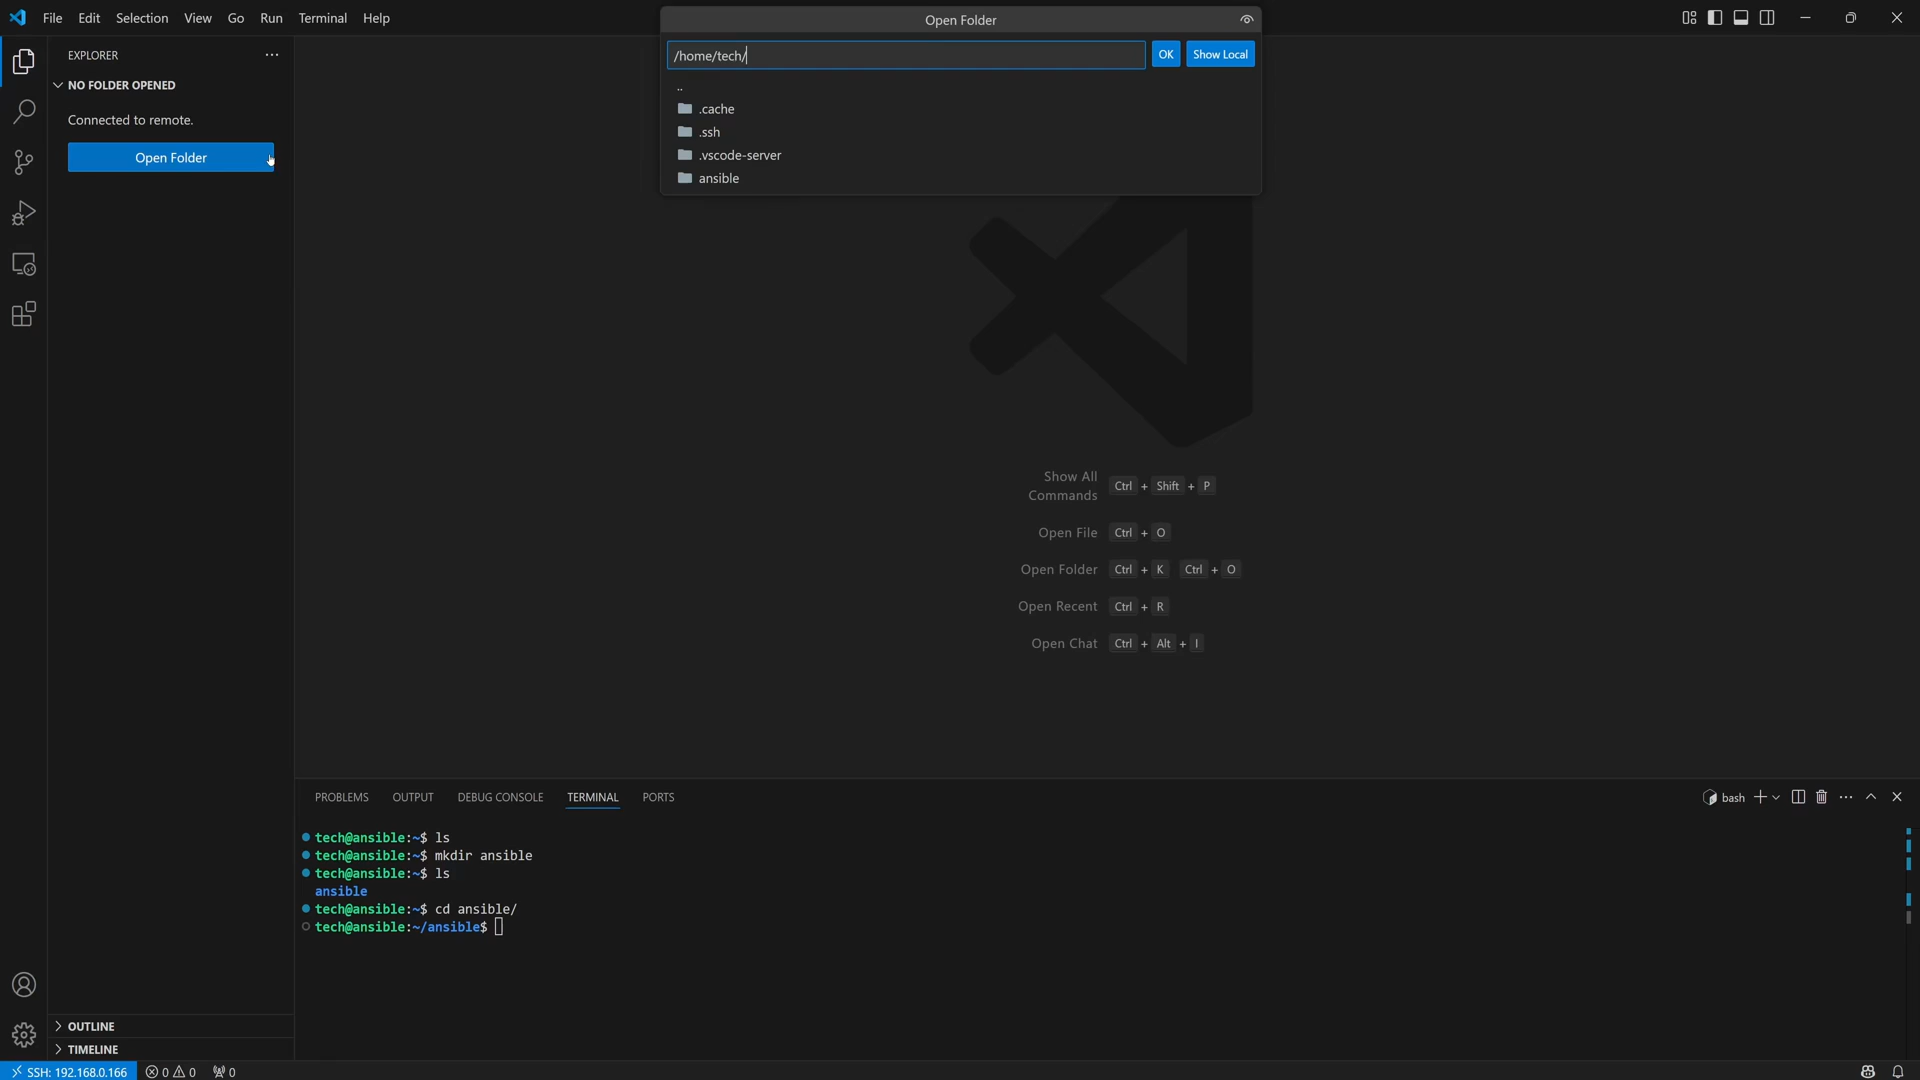 File Edit Selection View Go Run Terminal Help
Open Folder
EXPLORER
/home/tech/ OK Show Local
NO FOLDER OPENED
..
.cache
Connected to remote.
.ssh
Open Folder
.vscode-server
ansible
Show All Commands Ctrl + Shift + P
Open File Ctrl + O
Open Folder Ctrl + K Ctrl + O
Open Recent Ctrl + R
Open Chat Ctrl + Alt + I
PROBLEMS OUTPUT DEBUG CONSOLE TERMINAL PORTS bash
tech@ansible:~$ ls
tech@ansible:~$ mkdir ansible
tech@ansible:~$ ls
ansible
tech@ansible:~$ cd ansible/
tech@ansible:~/ansible$
OUTLINE
TIMELINE
SSH: 192.168.0.166 0 0 0